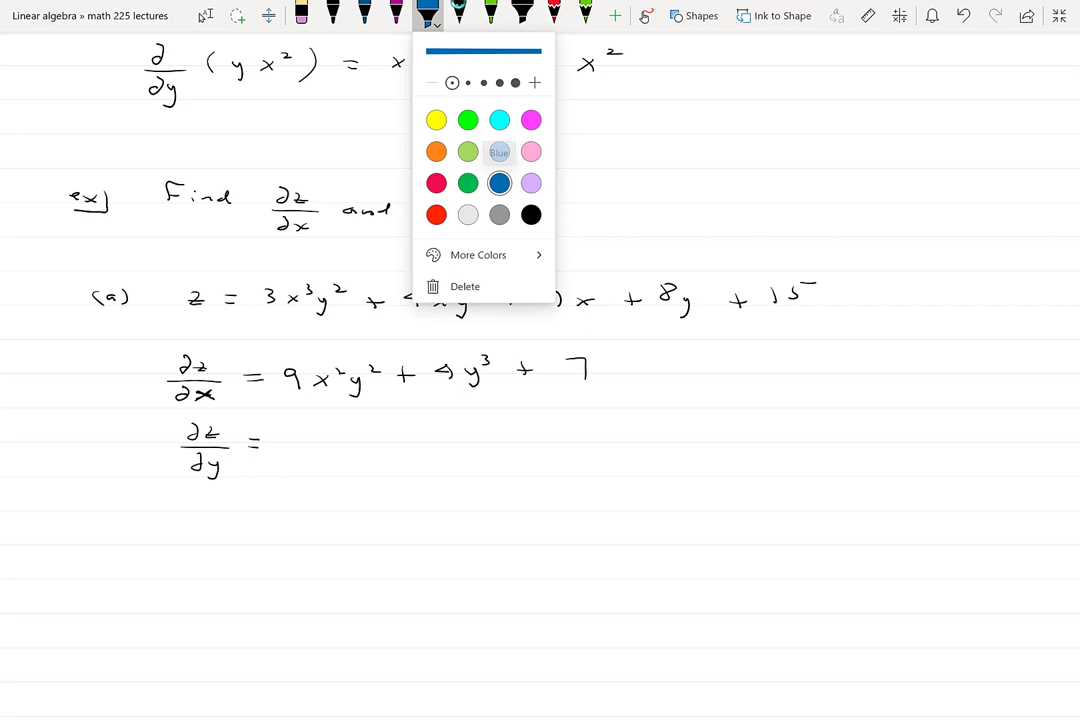 Linear algebra » math 225 lectures Shapes Ink to Shape
∂/∂y (y x²) = x x²
Blue
ex] Find ∂z/∂x and
More Colors
Delete
(a) z = 3x³y² + x + 8y + 15
∂z/∂x = 9x²y² + 4y³ + 7
∂z/∂y =